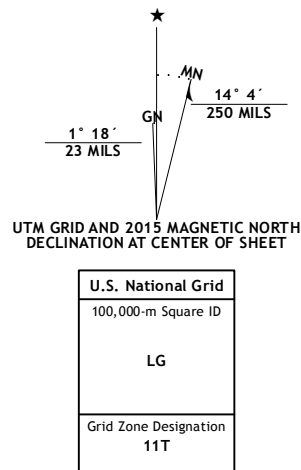 ★
MN
GN
14° 4´
250 MILS
1° 18´
23 MILS
UTM GRID AND 2015 MAGNETIC NORTH
DECLINATION AT CENTER OF SHEET
U.S. National Grid
100,000-m Square ID
LG
Grid Zone Designation
11T